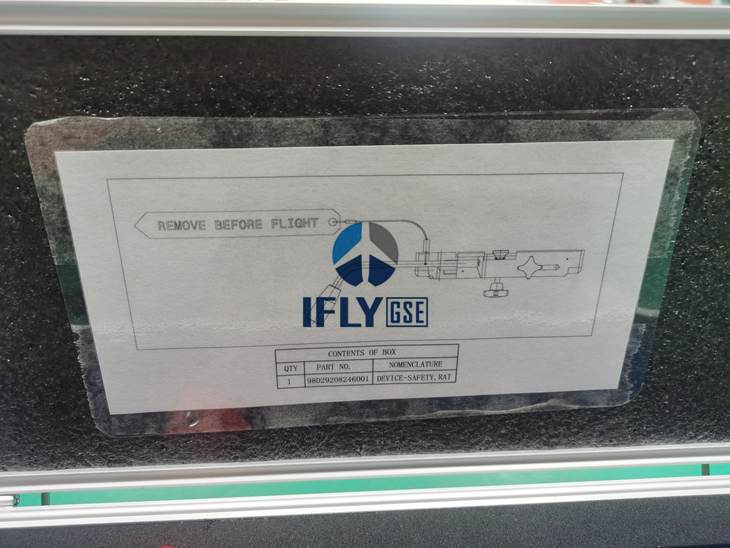 REMOVE BEFORE FLIGHT
IFLY GSE
CONTENTS OF BOX
QTY PART NO. NOMENCLATURE
1 98D29208246001 DEVICE-SAFETY, RAT